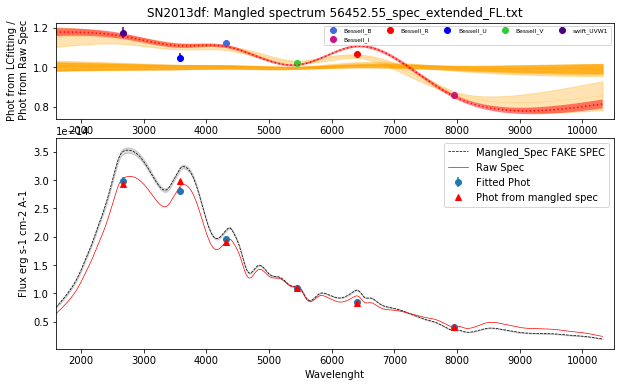 SN2013df: Mangled spectrum 56452.55_spec_extended_FL.txt
Phot from LCfitting /
Phot from Raw Spec
1.2
1.0
0.8
Bessell_B
Bessell_I
Bessell_R
Bessell_U
Bessell_V
swift_UVW1
2000 3000 4000 5000 6000 7000 8000 9000 10000
1e−14
Flux erg s-1 cm-2 A-1
3.5
3.0
2.5
2.0
1.5
1.0
0.5
Mangled_Spec FAKE SPEC
Raw Spec
Fitted Phot
Phot from mangled spec
2000 3000 4000 5000 6000 7000 8000 9000 10000
Wavelenght